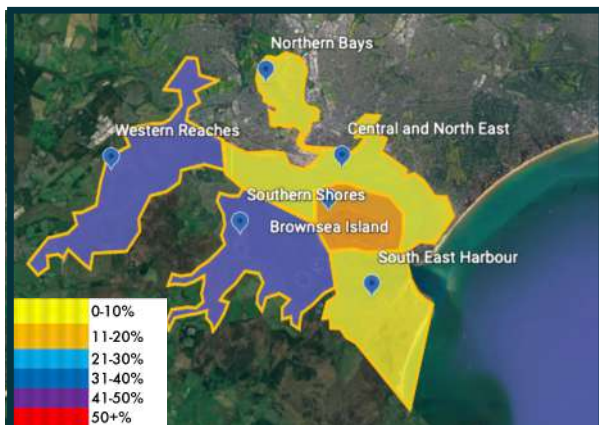 Northern Bays
Western Reaches
Central and North East
Southern Shores
Brownsea Island
South East Harbour
0-10%
11-20%
21-30%
31-40%
41-50%
50+%